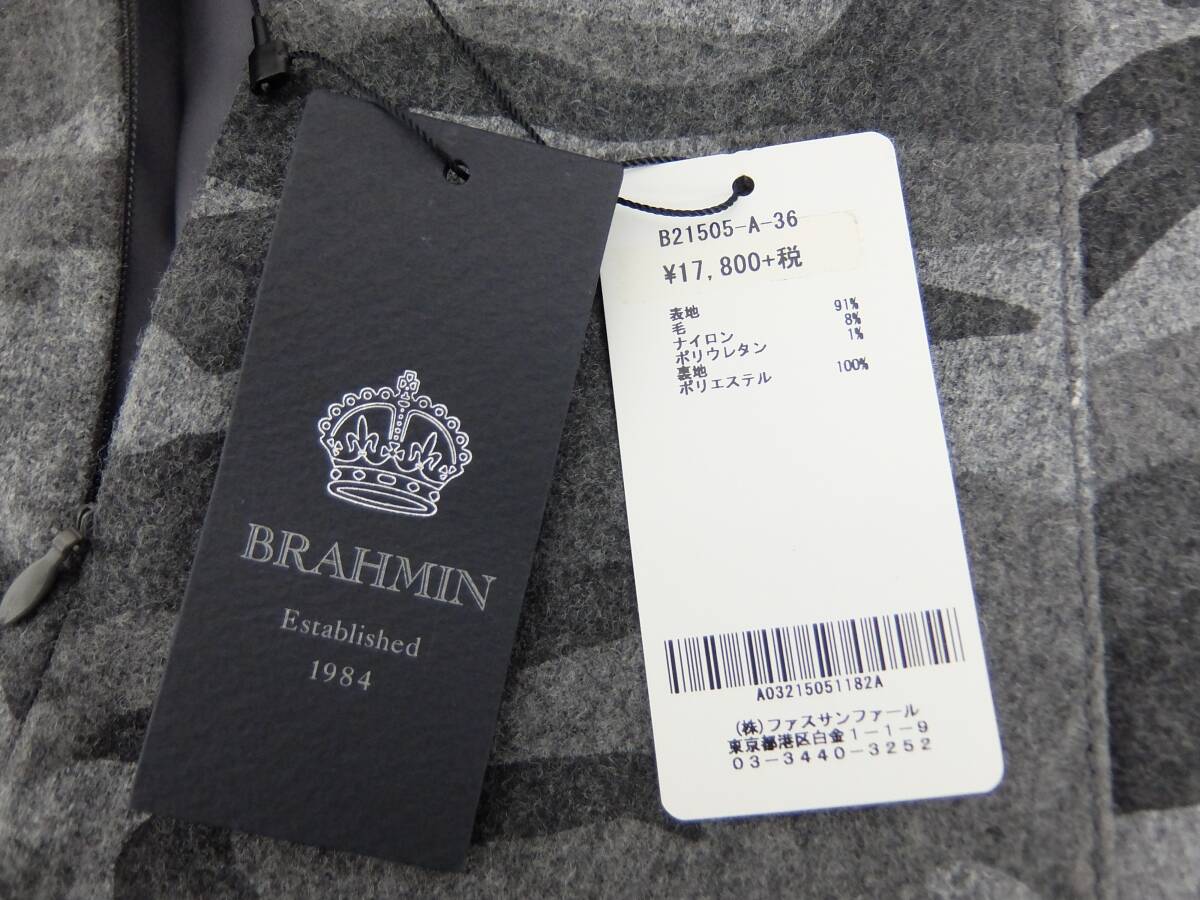 BRAHMIN
Established
1984
B21505-A-36
¥17,800+税
表地
毛 91%
ナイロン 8%
ポリウレタン 1%
裏地
ポリエステル 100%
A03215051182A
(株)ファスサンファール
東京都港区白金1-1-9
03-3440-3252